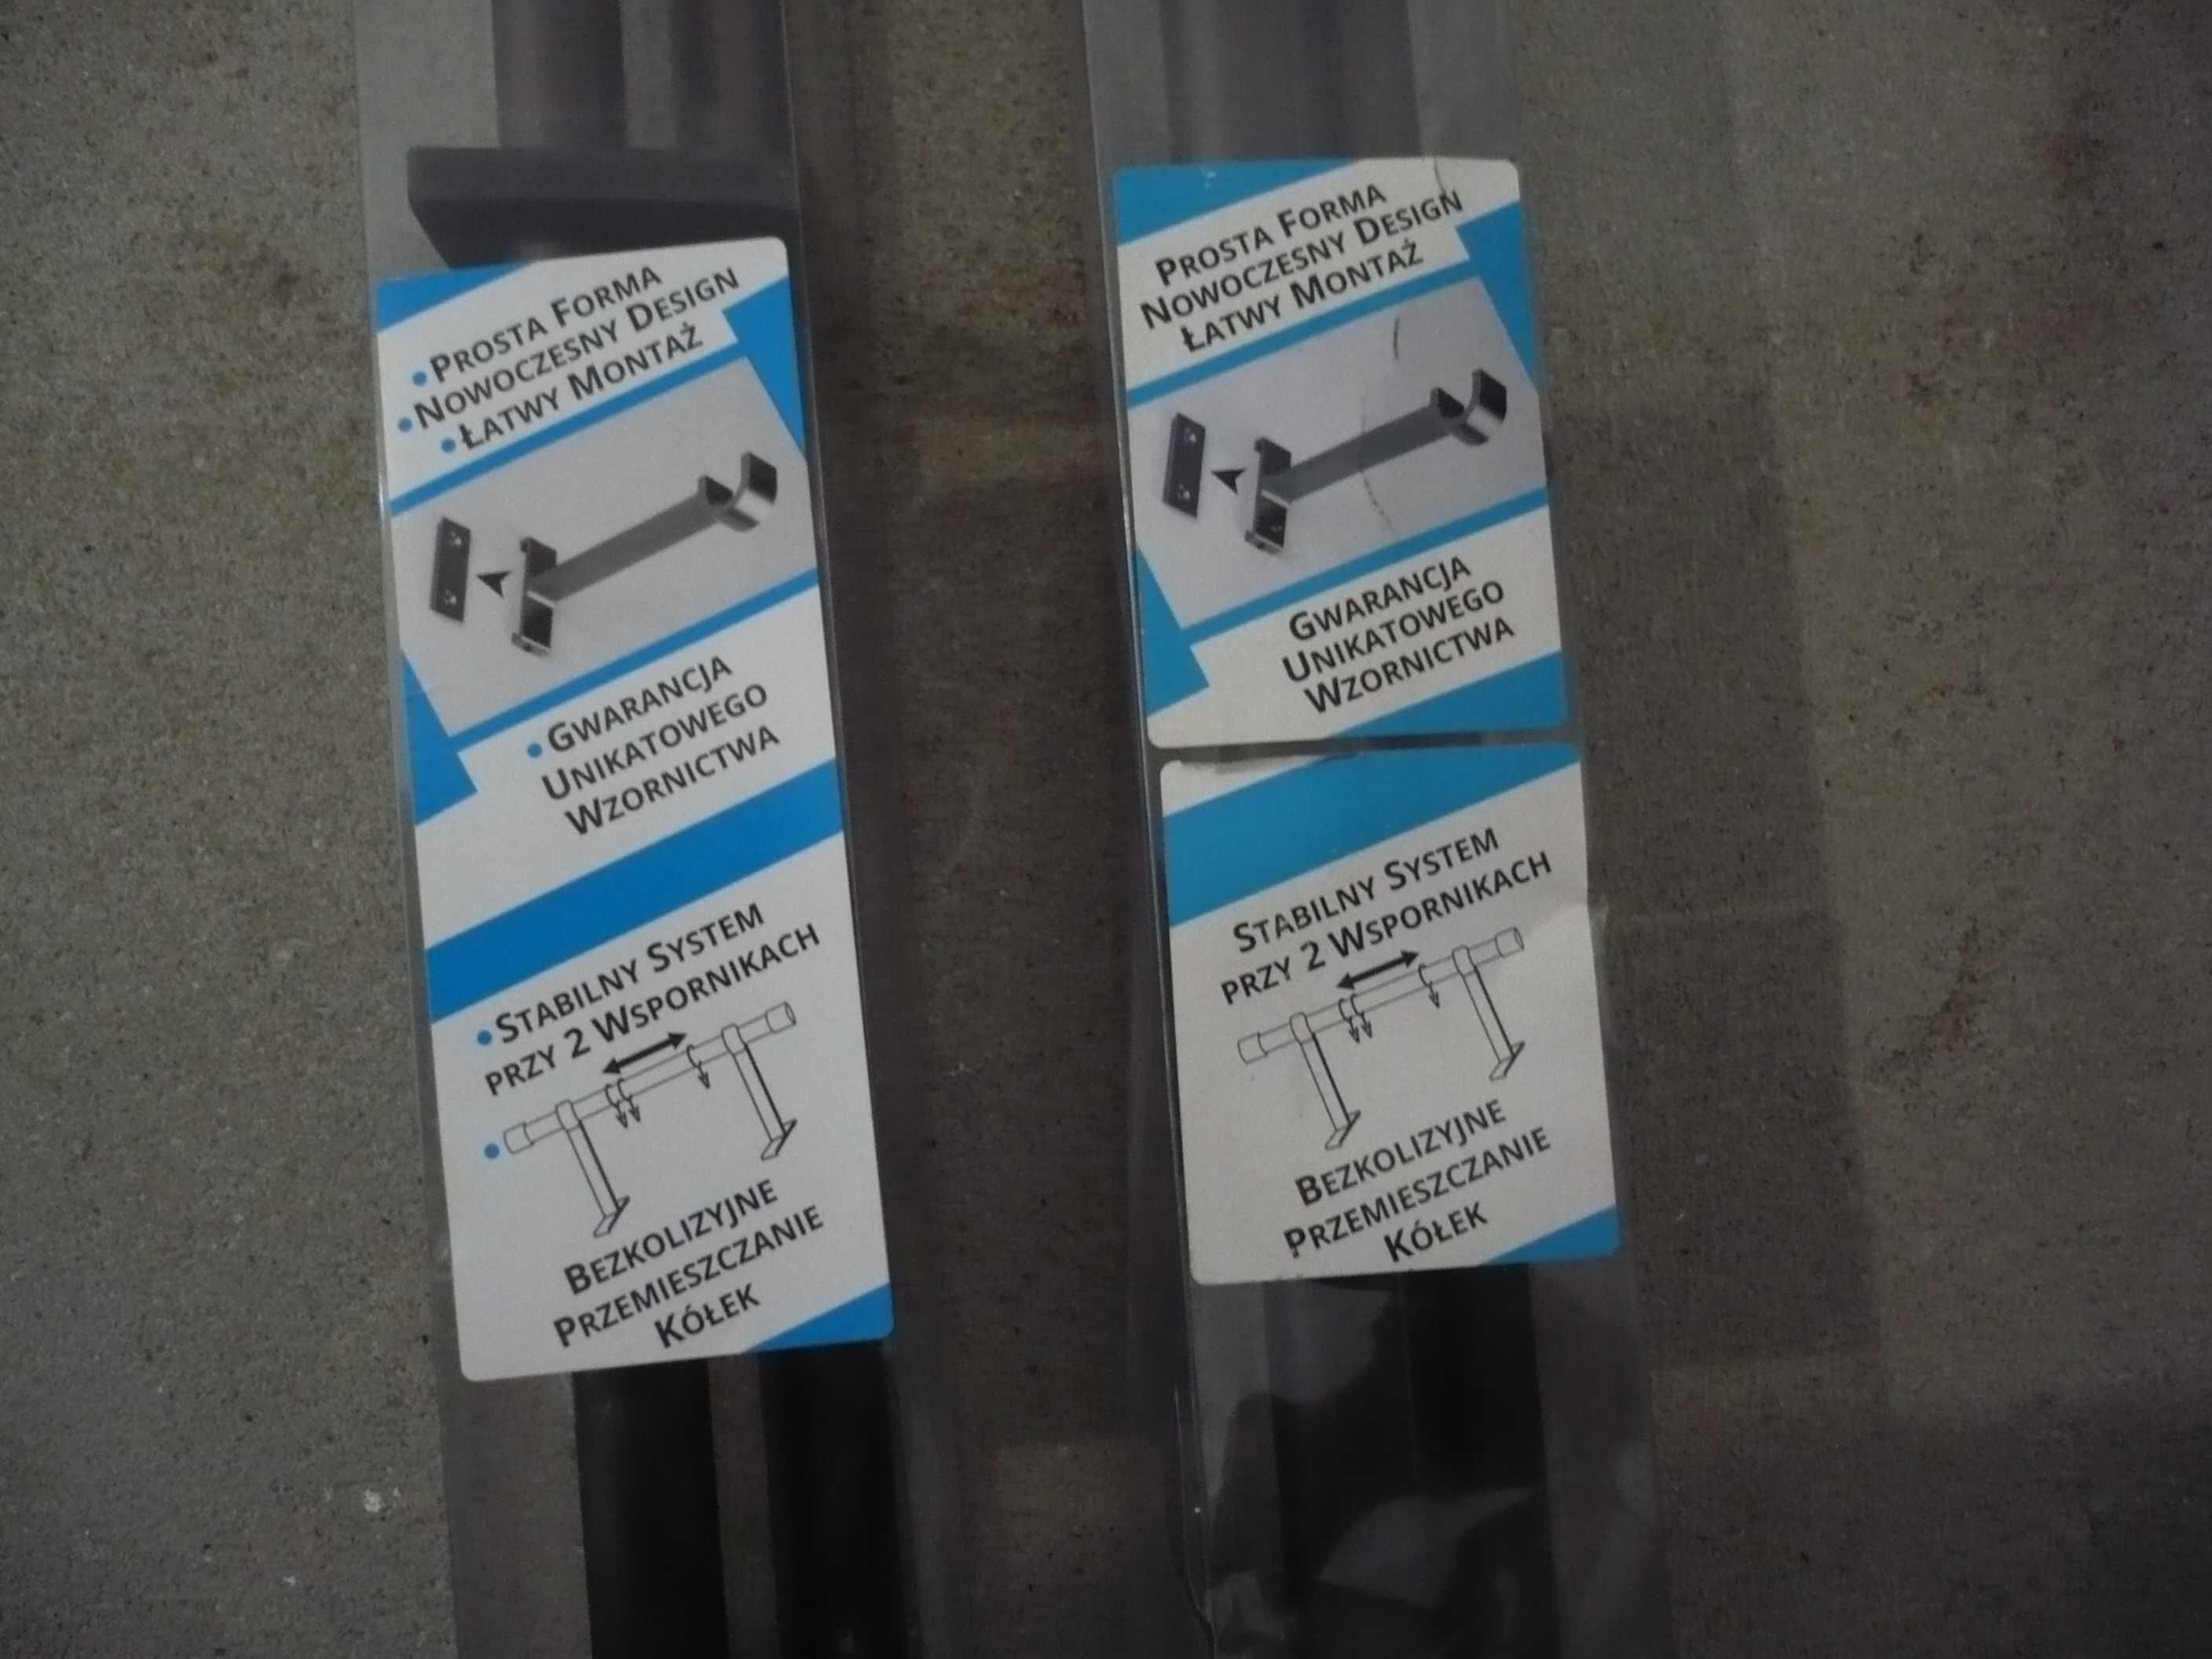 • Prosta Forma
• Nowoczesny Design
• Łatwy Montaż
• Gwarancja
Unikatowego
Wzornictwa
• Stabilny System
przy 2 Wspornikach
•
Bezkolizyjne
Przemieszczanie
Kółek
Prosta Forma
Nowoczesny Design
Łatwy Montaż
Gwarancja
Unikatowego
Wzornictwa
Stabilny System
przy 2 Wspornikach
Bezkolizyjne
Przemieszczanie
Kółek